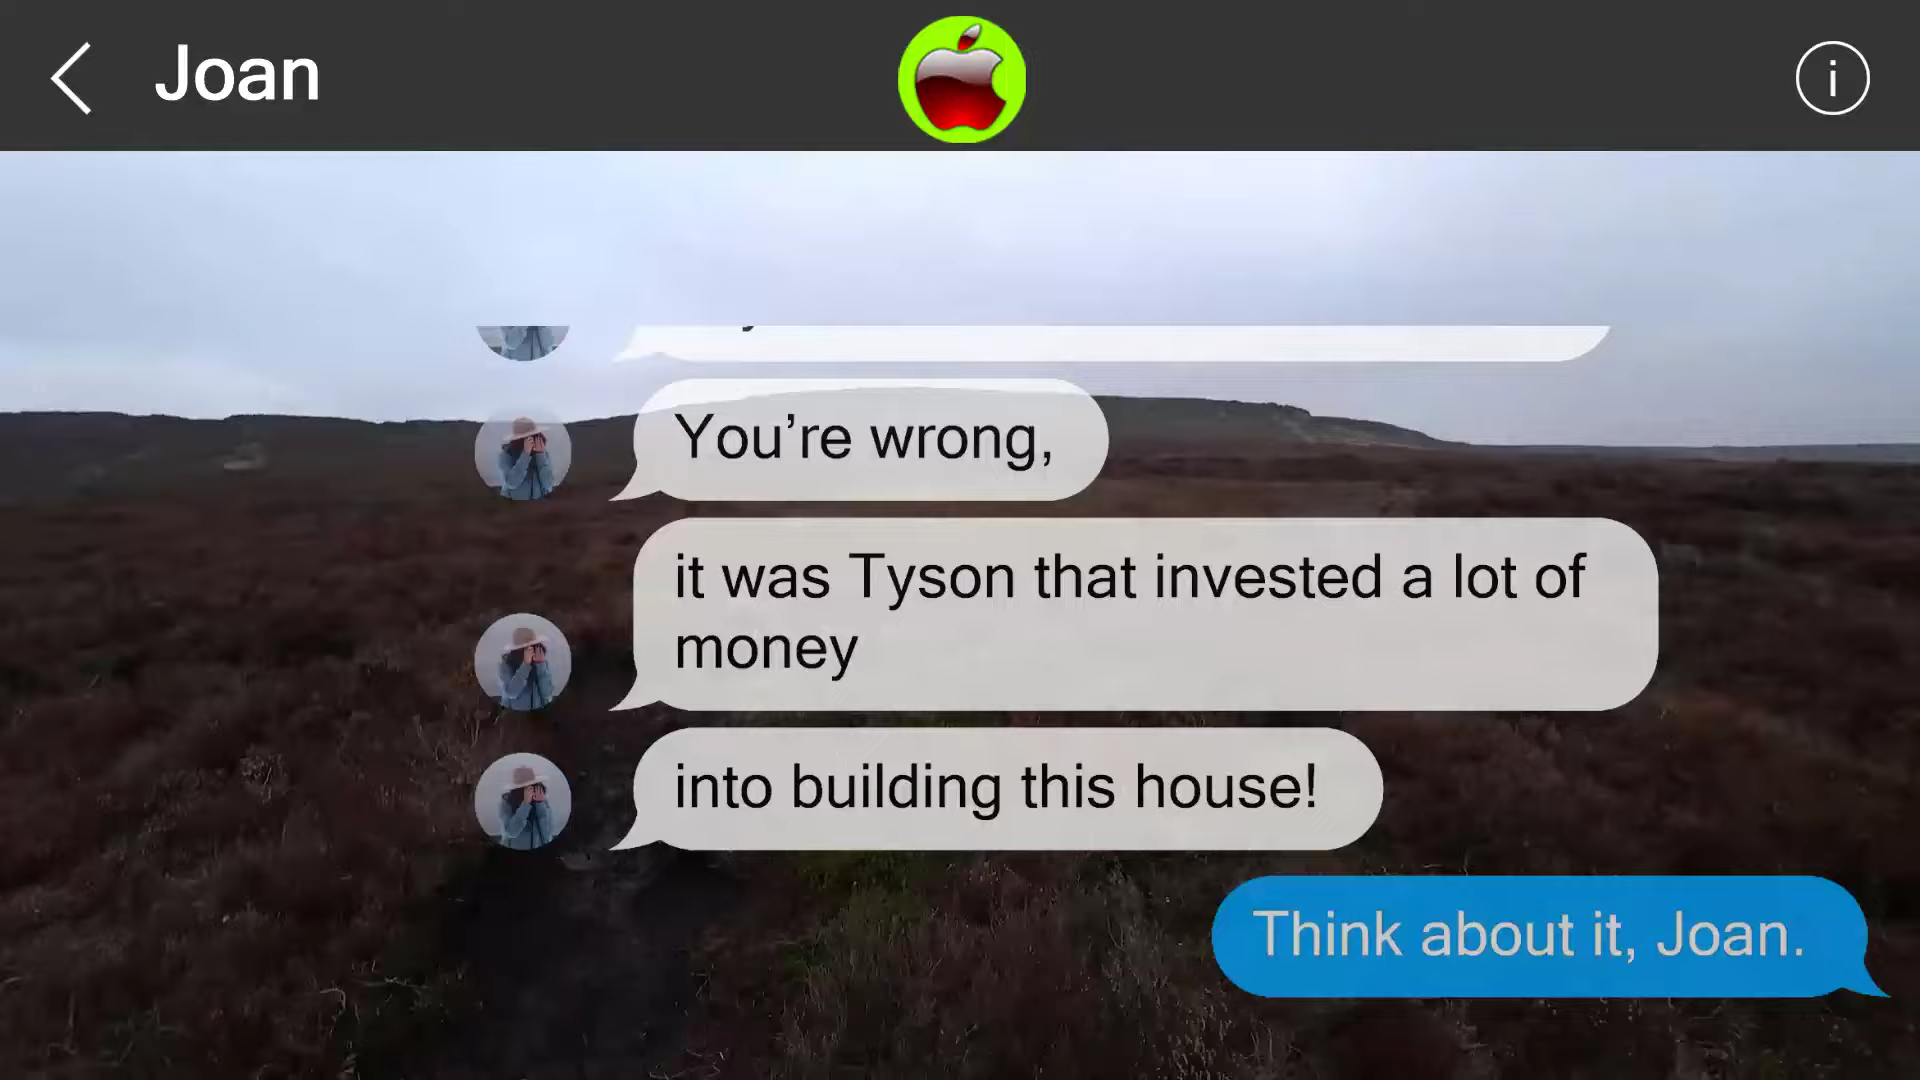 Joan
i
You’re wrong,
it was Tyson that invested a lot of
money
into building this house!
Think about it, Joan.